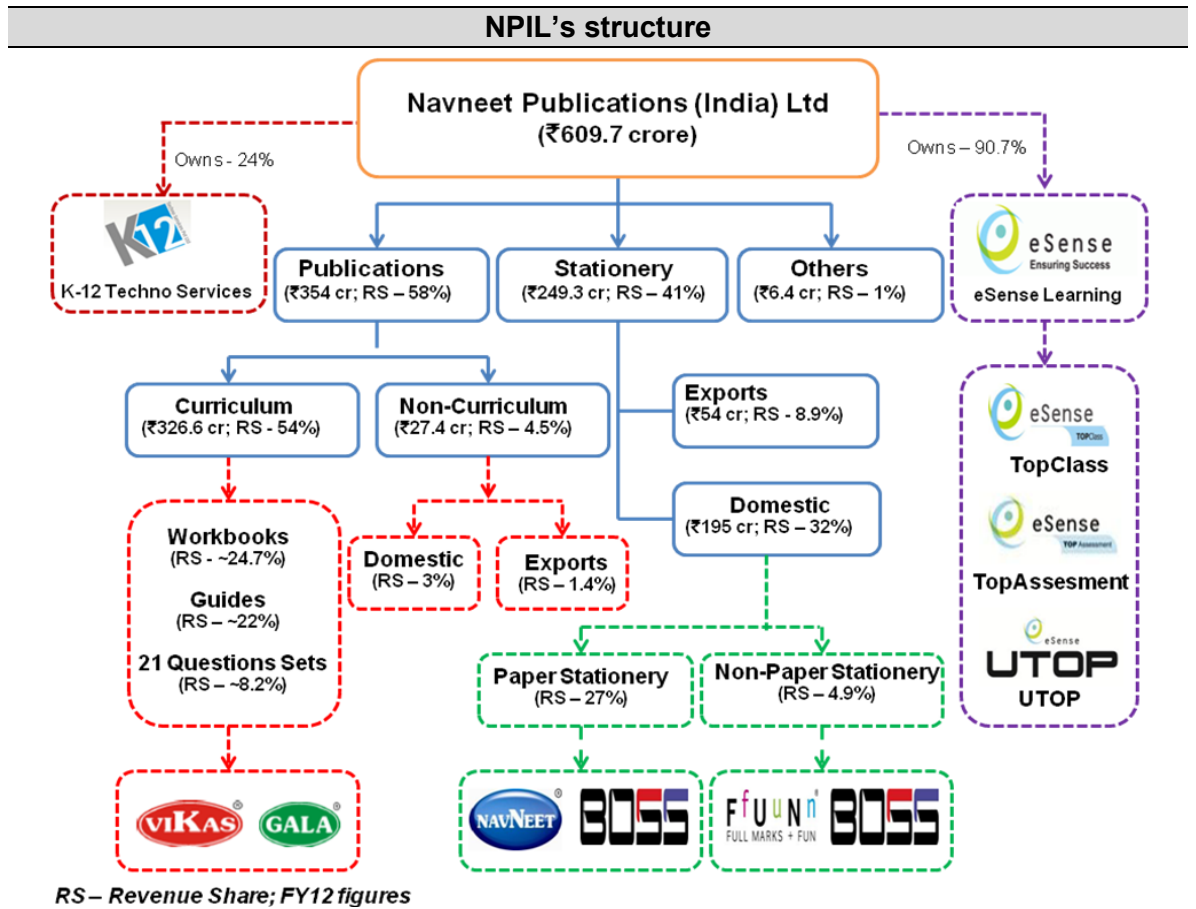 NPIL's structure
Navneet Publications (India) Ltd
(₹609.7 crore)
Owns - 24%
Owns – 90.7%
K12
K-12 Techno Services
Publications
(₹354 cr; RS – 58%)
Stationery
(₹249.3 cr; RS – 41%)
Others
(₹6.4 cr; RS – 1%)
eSense
Ensuring Success
eSense Learning
Curriculum
(₹326.6 cr; RS - 54%)
Non-Curriculum
(₹27.4 cr; RS – 4.5%)
Exports
(₹54 cr; RS - 8.9%)
Domestic
(₹195 cr; RS – 32%)
eSense
TOPClass
TopClass
eSense
TOP Assessment
TopAssesment
eSense
UTOP
UTOP
Workbooks
(RS - ~24.7%)
Guides
(RS – ~22%)
21 Questions Sets
(RS – ~8.2%)
Domestic
(RS – 3%)
Exports
(RS – 1.4%)
Paper Stationery
(RS – 27%)
Non-Paper Stationery
(RS – 4.9%)
VIKAS ®
GALA ®
NAVNEET ®
BOSS
FfUuNn ®
FULL MARKS + FUN
BOSS
RS – Revenue Share; FY12 figures